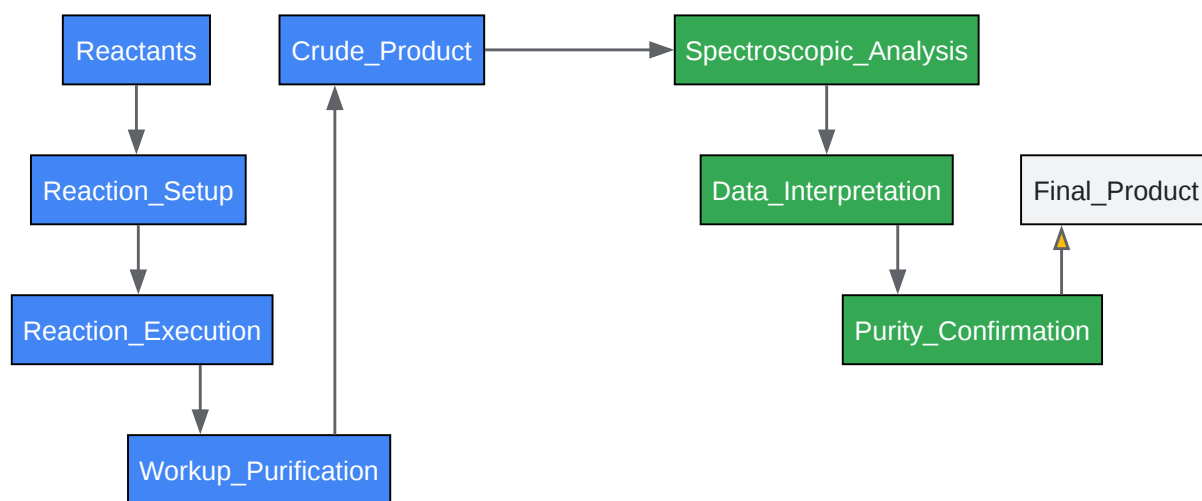 Reactants
Crude_Product
Spectroscopic_Analysis
Reaction_Setup
Data_Interpretation
Final_Product
Reaction_Execution
Purity_Confirmation
Workup_Purification